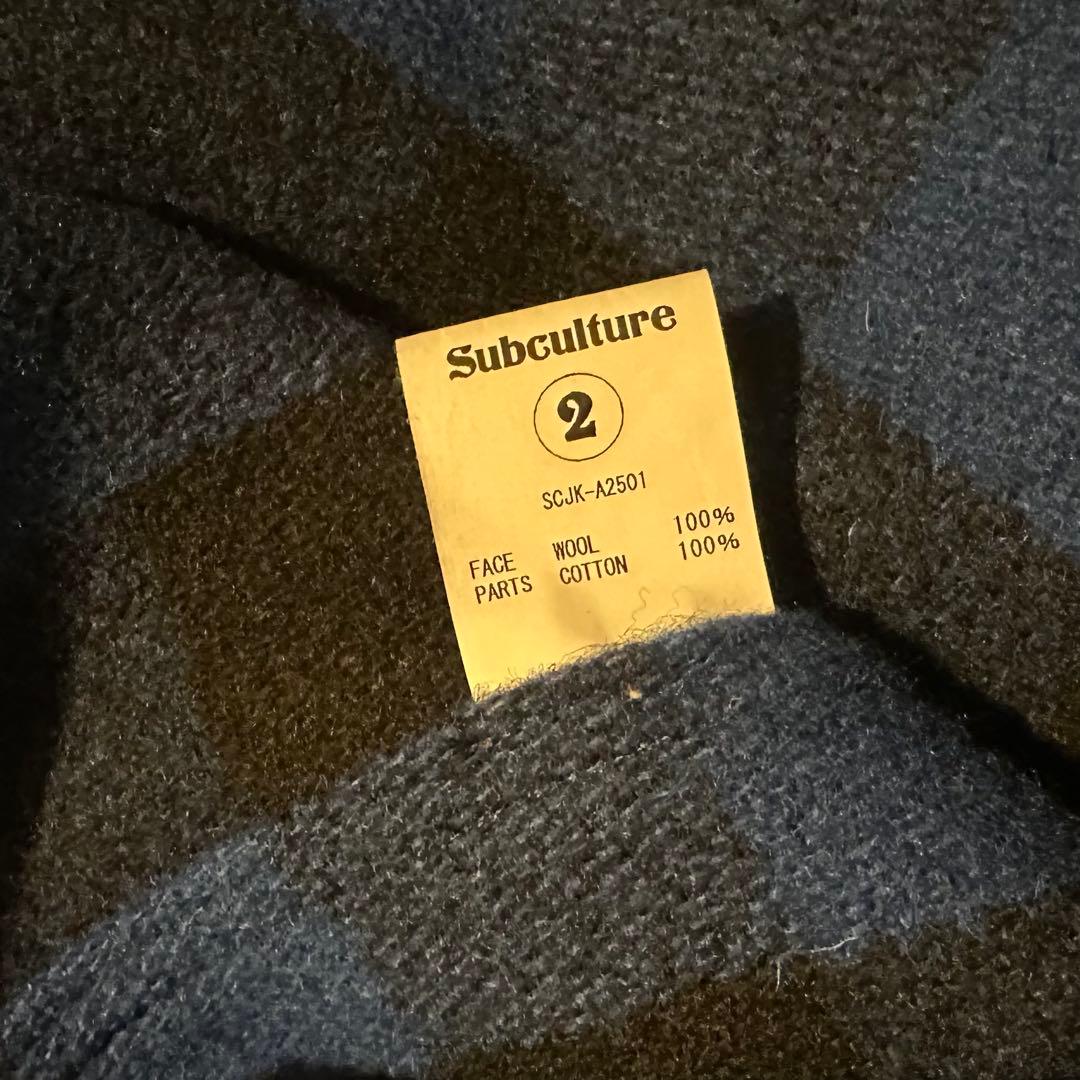 Subculture
2
SCJK-A2501
FACE WOOL 100%
PARTS COTTON 100%